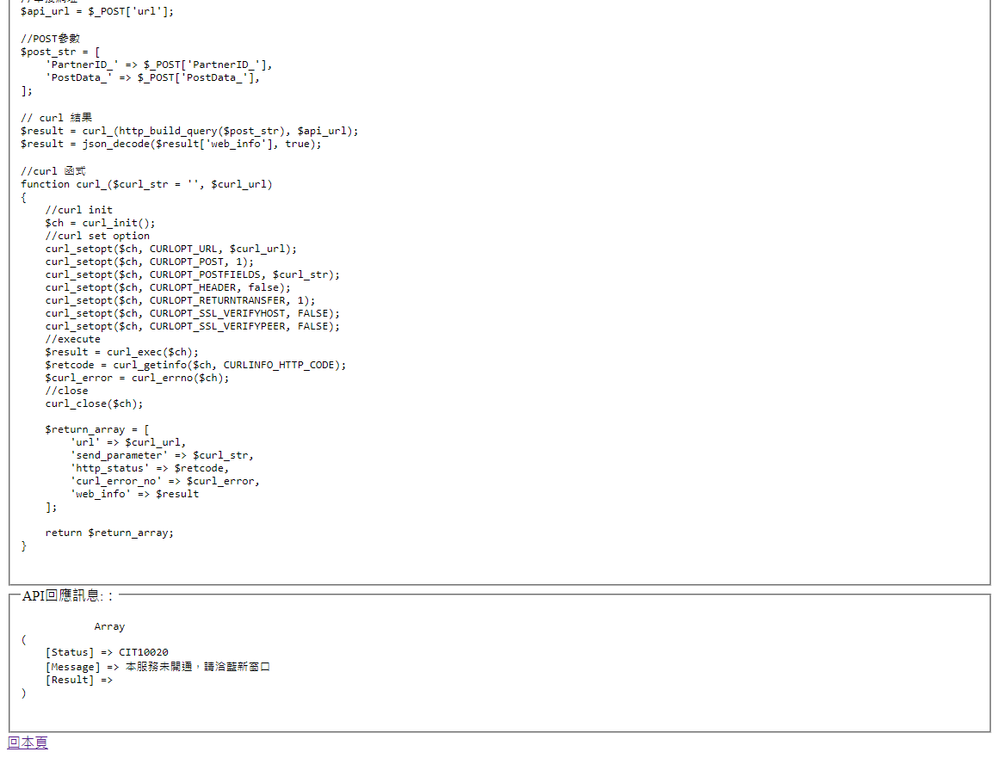 $api_url = $_POST['url'];
//POST參數
$post_str = [
    'PartnerID_' => $_POST['PartnerID_'],
    'PostData_' => $_POST['PostData_'],
];
// curl 結果
$result = curl_(http_build_query($post_str), $api_url);
$result = json_decode($result['web_info'], true);
//curl 函式
function curl_($curl_str = '', $curl_url)
{
    //curl init
    $ch = curl_init();
    //curl set option
    curl_setopt($ch, CURLOPT_URL, $curl_url);
    curl_setopt($ch, CURLOPT_POST, 1);
    curl_setopt($ch, CURLOPT_POSTFIELDS, $curl_str);
    curl_setopt($ch, CURLOPT_HEADER, false);
    curl_setopt($ch, CURLOPT_RETURNTRANSFER, 1);
    curl_setopt($ch, CURLOPT_SSL_VERIFYHOST, FALSE);
    curl_setopt($ch, CURLOPT_SSL_VERIFYPEER, FALSE);
    //execute
    $result = curl_exec($ch);
    $retcode = curl_getinfo($ch, CURLINFO_HTTP_CODE);
    $curl_error = curl_errno($ch);
    //close
    curl_close($ch);
    $return_array = [
        'url' => $curl_url,
        'send_parameter' => $curl_str,
        'http_status' => $retcode,
        'curl_error_no' => $curl_error,
        'web_info' => $result
    ];
    return $return_array;
}
API回應訊息:：
Array
(
    [Status] => CIT10020
    [Message] => 本服務未開通，請洽藍新窗口
    [Result] =>
)
回本頁